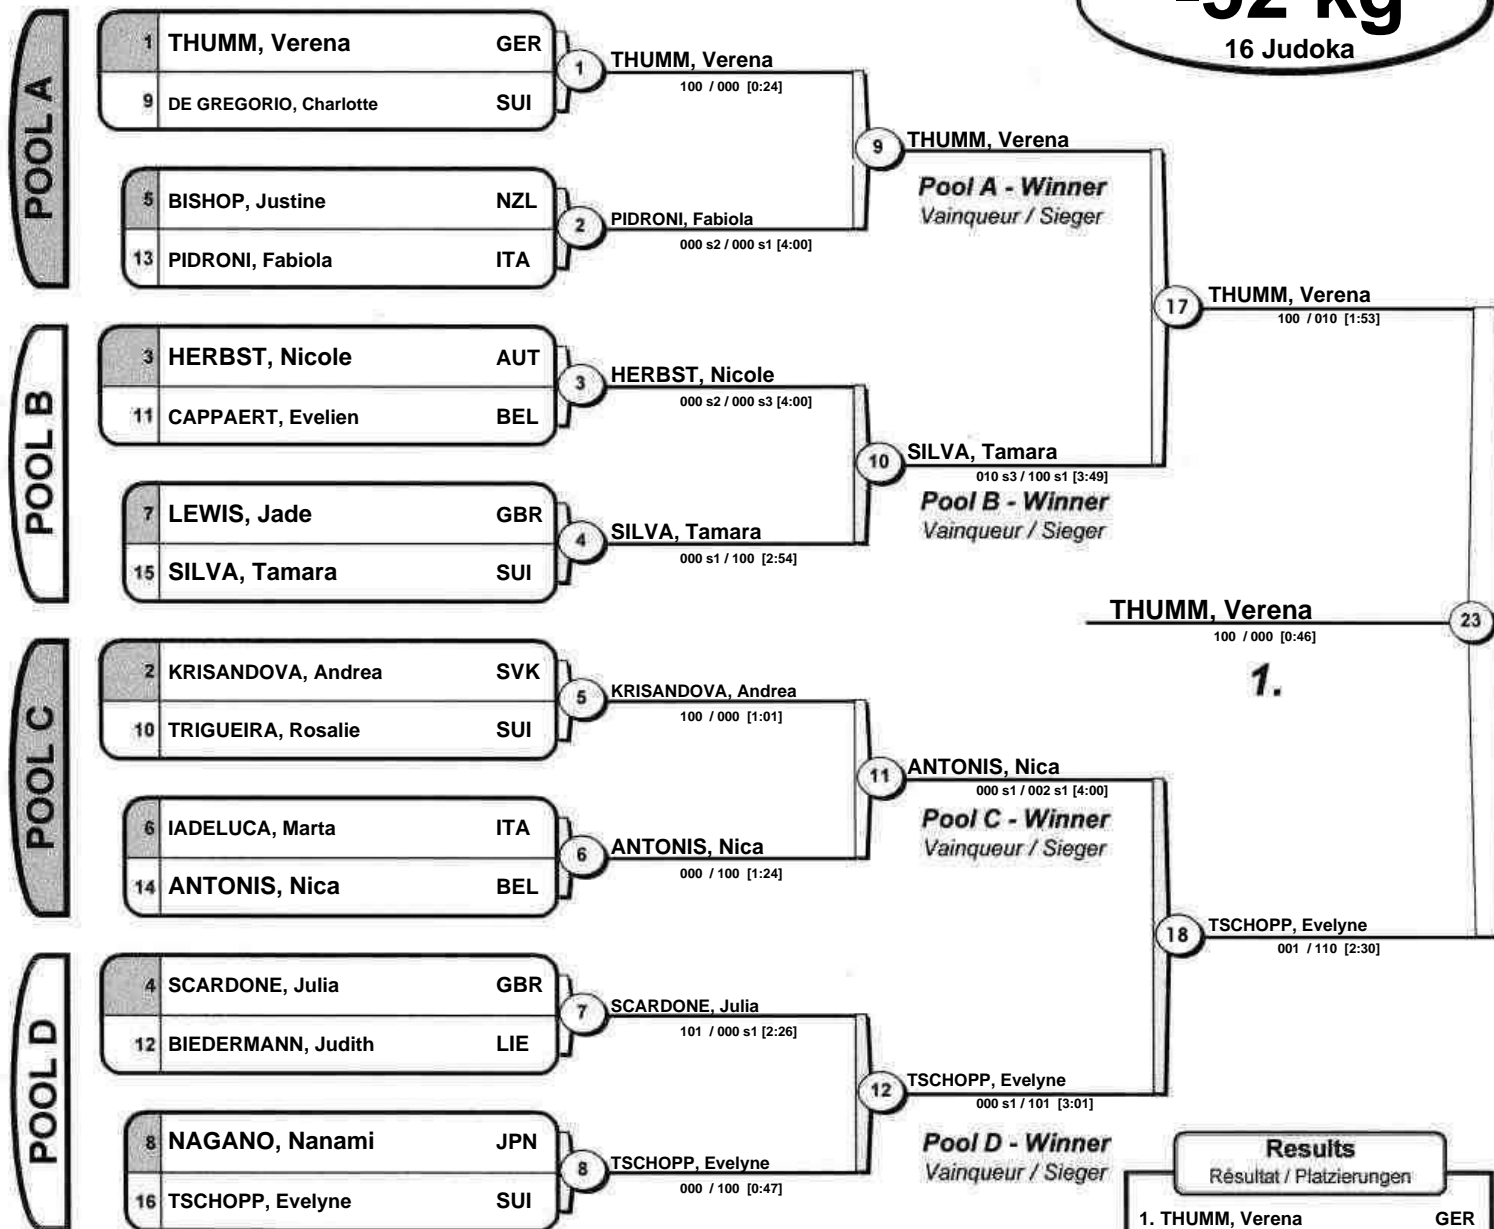 -52 kg
16 Judoka
POOL A
1 THUMM, Verena GER
9 DE GREGORIO, Charlotte SUI
1
THUMM, Verena
100 / 000 [0:24]
5 BISHOP, Justine NZL
13 PIDRONI, Fabiola ITA
2
PIDRONI, Fabiola
000 s2 / 000 s1 [4:00]
9
THUMM, Verena
Pool A - Winner
Vainqueur / Sieger
POOL B
3 HERBST, Nicole AUT
11 CAPPAERT, Evelien BEL
3
HERBST, Nicole
000 s2 / 000 s3 [4:00]
7 LEWIS, Jade GBR
15 SILVA, Tamara SUI
4
SILVA, Tamara
000 s1 / 100 [2:54]
10
SILVA, Tamara
010 s3 / 100 s1 [3:49]
Pool B - Winner
Vainqueur / Sieger
17
THUMM, Verena
100 / 010 [1:53]
THUMM, Verena
100 / 000 [0:46]
1.
23
POOL C
2 KRISANDOVA, Andrea SVK
10 TRIGUEIRA, Rosalie SUI
5
KRISANDOVA, Andrea
100 / 000 [1:01]
6 IADELUCA, Marta ITA
14 ANTONIS, Nica BEL
6
ANTONIS, Nica
000 / 100 [1:24]
11
ANTONIS, Nica
000 s1 / 002 s1 [4:00]
Pool C - Winner
Vainqueur / Sieger
18
TSCHOPP, Evelyne
001 / 110 [2:30]
POOL D
4 SCARDONE, Julia GBR
12 BIEDERMANN, Judith LIE
7
SCARDONE, Julia
101 / 000 s1 [2:26]
8 NAGANO, Nanami JPN
16 TSCHOPP, Evelyne SUI
8
TSCHOPP, Evelyne
000 / 100 [0:47]
12
TSCHOPP, Evelyne
000 s1 / 101 [3:01]
Pool D - Winner
Vainqueur / Sieger
Results
Résultat / Platzierungen
1. THUMM, Verena GER